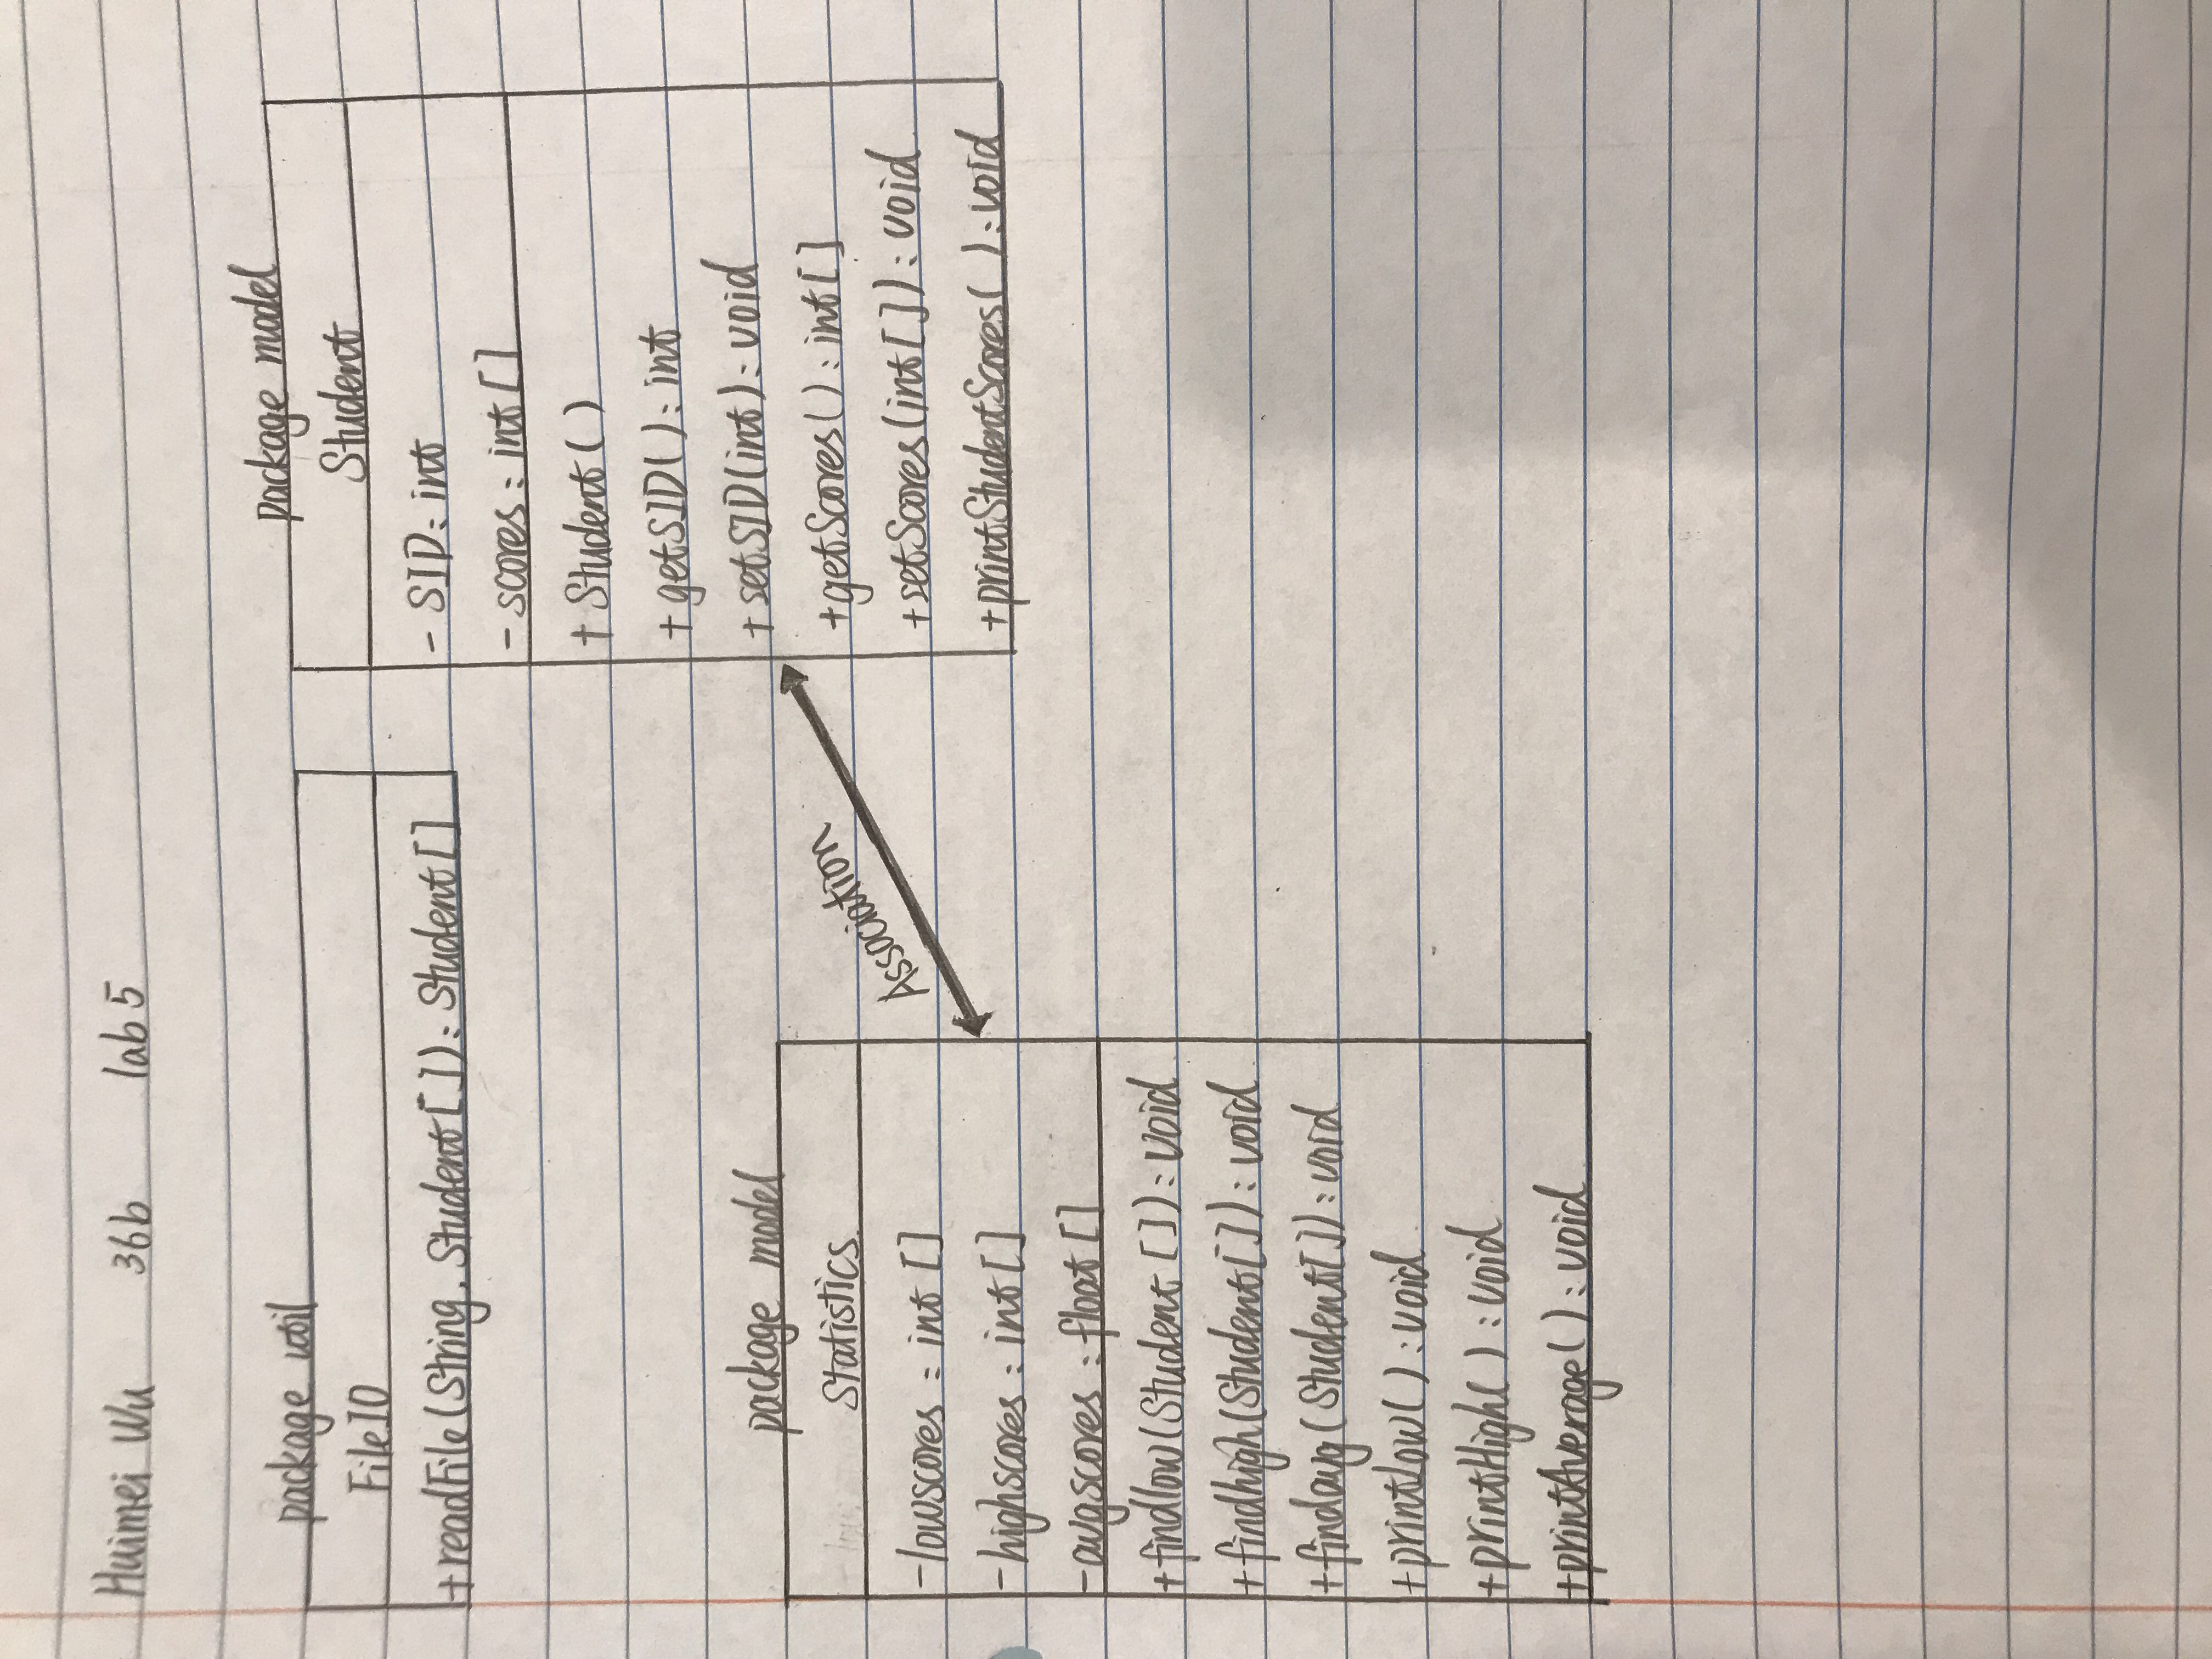 Huimei Wu 36b lab 5
package util
FileIO
+readFile(String, Student[]): Student[]
package model
Student
- SID: int
- scores: int[]
+ Student()
+ getSID(): int
+ setSID(int): void
+getScores(): int[]
+setScores(int[]): void
+printStudentScores( ): void
Association
package model
Statistics
-lowscores: int[]
-highscores: int[]
-avgscores: float[]
+findlow(Student[]): void
+findhigh(Student[]): void
+findavg(Student[]): void
+printLow( ): void
+printHigh( ): void
+printAverage( ): void